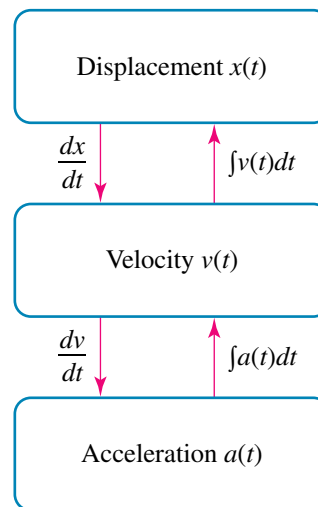 Displacement x(t)
dx
dt
∫v(t)dt
Velocity v(t)
dv
dt
∫a(t)dt
Acceleration a(t)